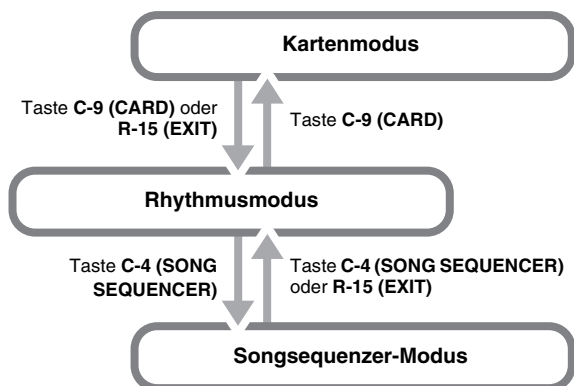 Kartenmodus
Taste C-9 (CARD) oder
R-15 (EXIT)
Taste C-9 (CARD)
Rhythmusmodus
Taste C-4 (SONG
SEQUENCER)
Taste C-4 (SONG SEQUENCER)
oder R-15 (EXIT)
Songsequenzer-Modus